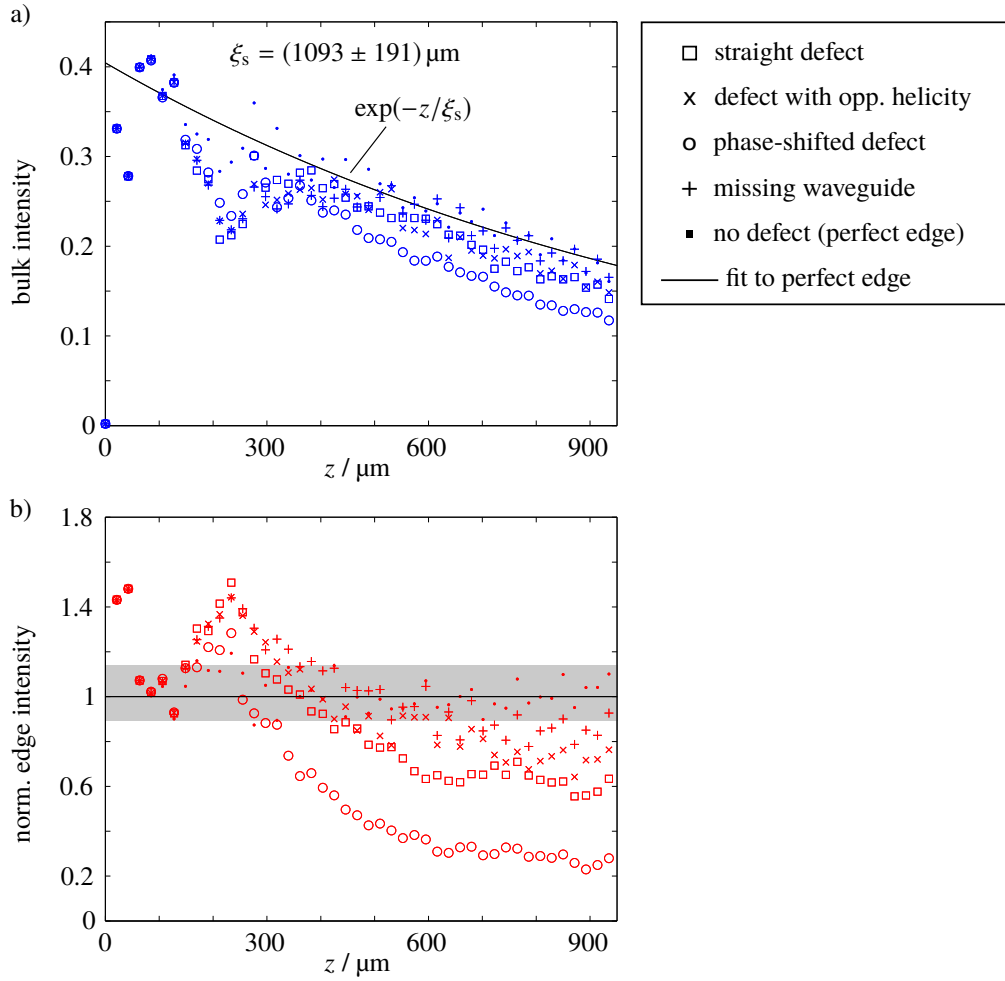 a)
0.4
0.3
0.2
0.1
0
bulk intensity
ξs = (1093 ± 191) µm
exp(−z/ξs)
0
300
600
900
z / µm
straight defect
defect with opp. helicity
phase-shifted defect
missing waveguide
no defect (perfect edge)
fit to perfect edge
b)
1.8
1.4
1
0.6
0.2
0
norm. edge intensity
0
300
600
900
z / µm